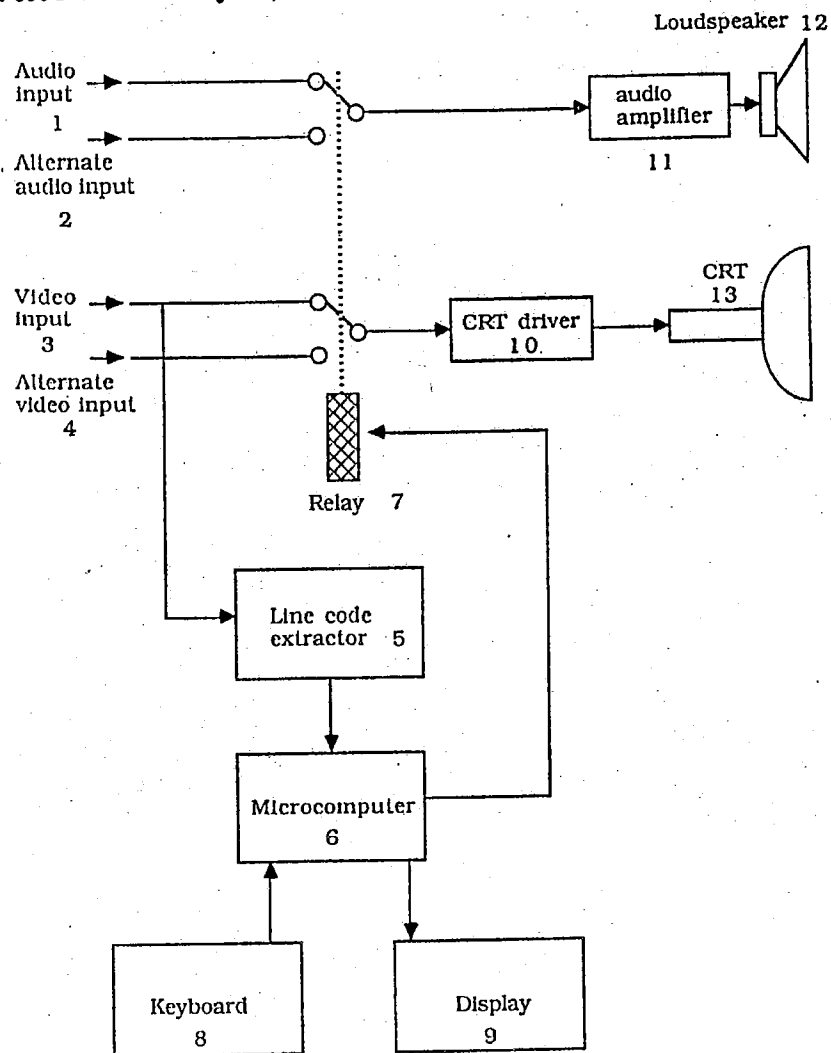 Loudspeaker 12
Audio
input
1
Alternate
audio input
2
audio
amplifier
11
Video
input
3
Alternate
video input
4
CRT driver
10.
CRT
13
Relay 7
Line code
extractor 5
Microcomputer
6
Keyboard
8
Display
9